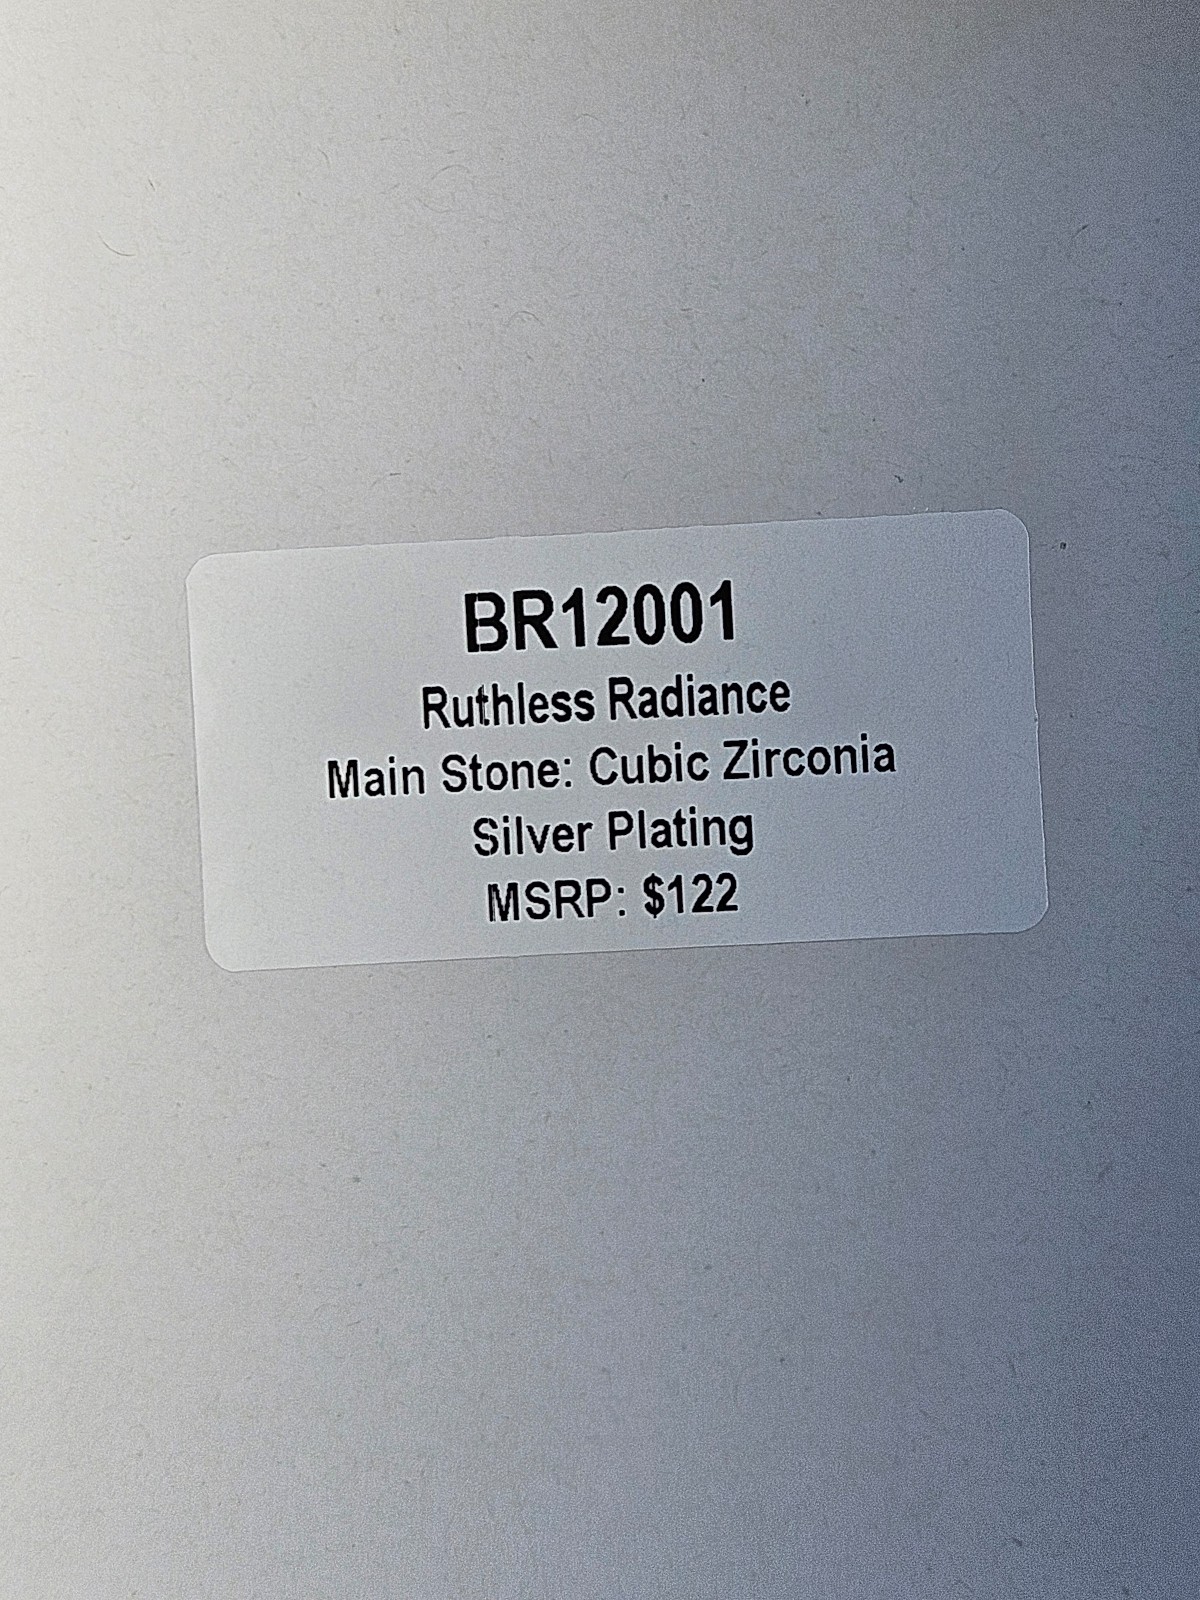 BR12001
Ruthless Radiance
Main Stone: Cubic Zirconia
Silver Plating
MSRP: $122